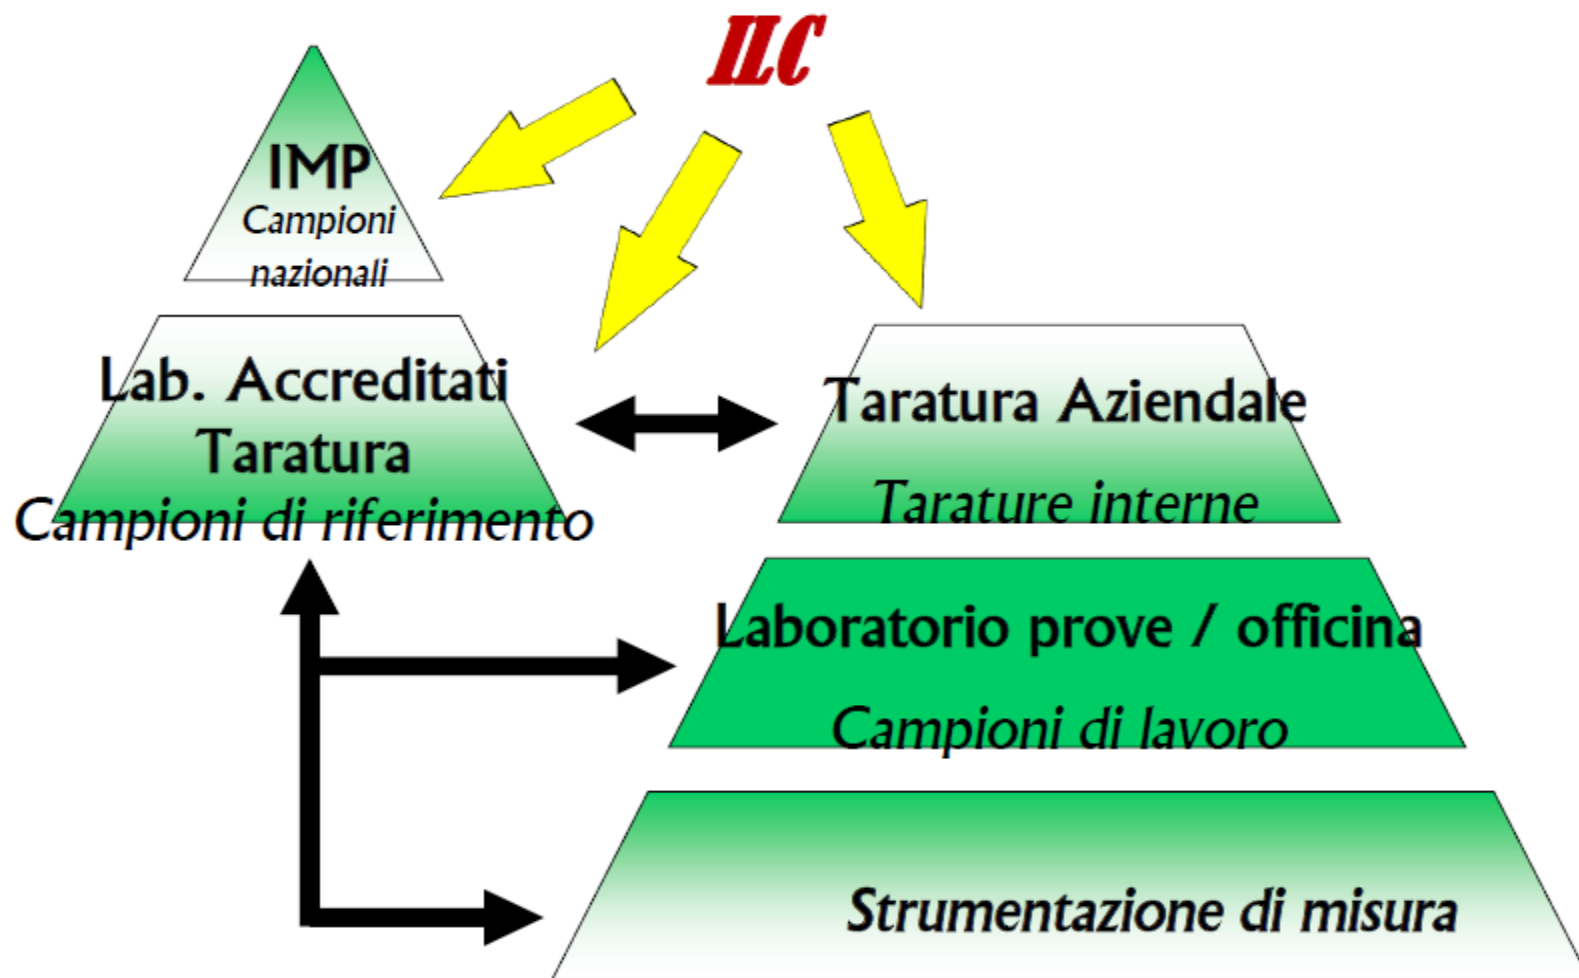 ILC
IMP
Campioni
nazionali
Lab. Accreditati
Taratura
Campioni di riferimento
Taratura Aziendale
Tarature interne
Laboratorio prove / officina
Campioni di lavoro
Strumentazione di misura